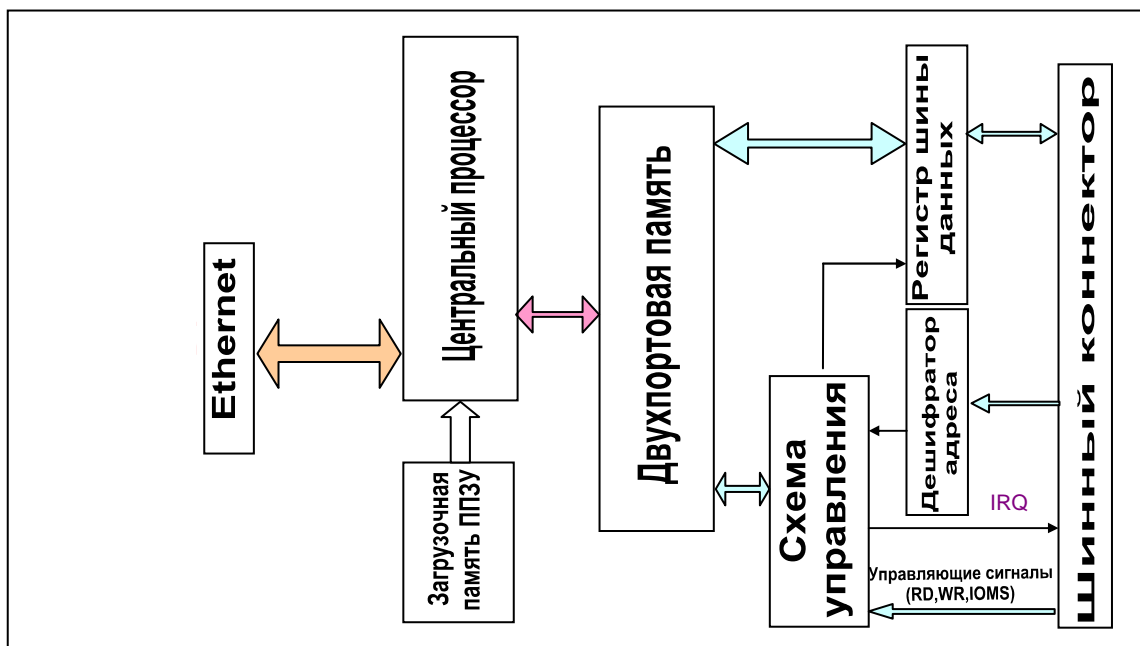 Ethernet
Центральный процессор
Загрузочная
память ППЗУ
Двухпортовая память
Схема
управления
Регистр шины
данных
Дешифратор
адреса
IRQ
Управляющие сигналы
(RD,WR,IOMS)
Шинный коннектор